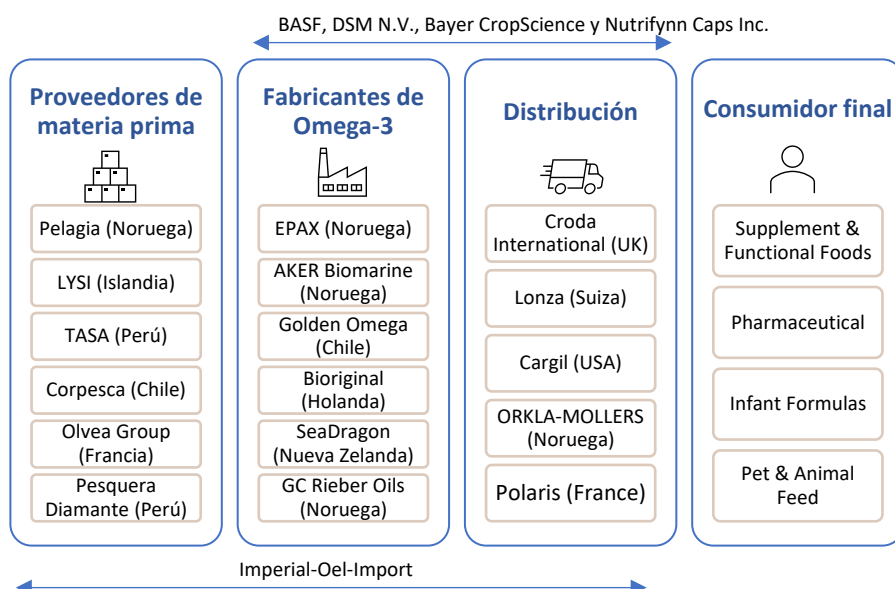 BASF, DSM N.V., Bayer CropScience y Nutrifynn Caps Inc.
Proveedores de
materia prima
Pelagia (Noruega)
LYSI (Islandia)
TASA (Perú)
Corpesca (Chile)
Olvea Group
(Francia)
Pesquera
Diamante (Perú)
Fabricantes de
Omega-3
EPAX (Noruega)
AKER Biomarine
(Noruega)
Golden Omega
(Chile)
Bioriginal
(Holanda)
SeaDragon
(Nueva Zelanda)
GC Rieber Oils
(Noruega)
Distribución
Croda
International (UK)
Lonza (Suiza)
Cargil (USA)
ORKLA-MOLLERS
(Noruega)
Polaris (France)
Consumidor final
Supplement &
Functional Foods
Pharmaceutical
Infant Formulas
Pet & Animal
Feed
Imperial-Oel-Import